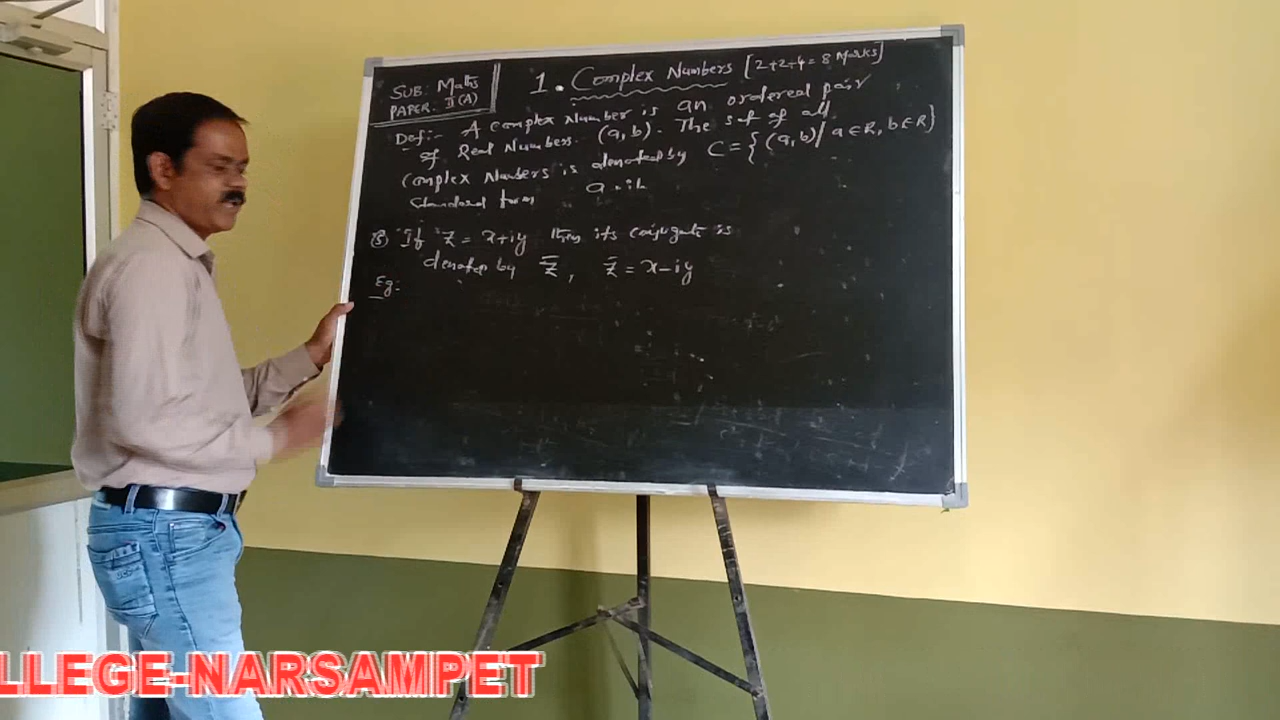 SUB: Maths
PAPER: II (A)
1. Complex Numbers [2+2+4=8 Marks]
Def:- A complex Number is an ordered pair
of Real Numbers. (a, b). The set of all
Complex Numbers is denoted by C = {(a, b) / a ∈ R, b ∈ R}
Standard form a+ib
If z = x+iy then its conjugate is
denoted by z̄, z̄ = x-iy
Eg:
LLEGE-NARSAMPET